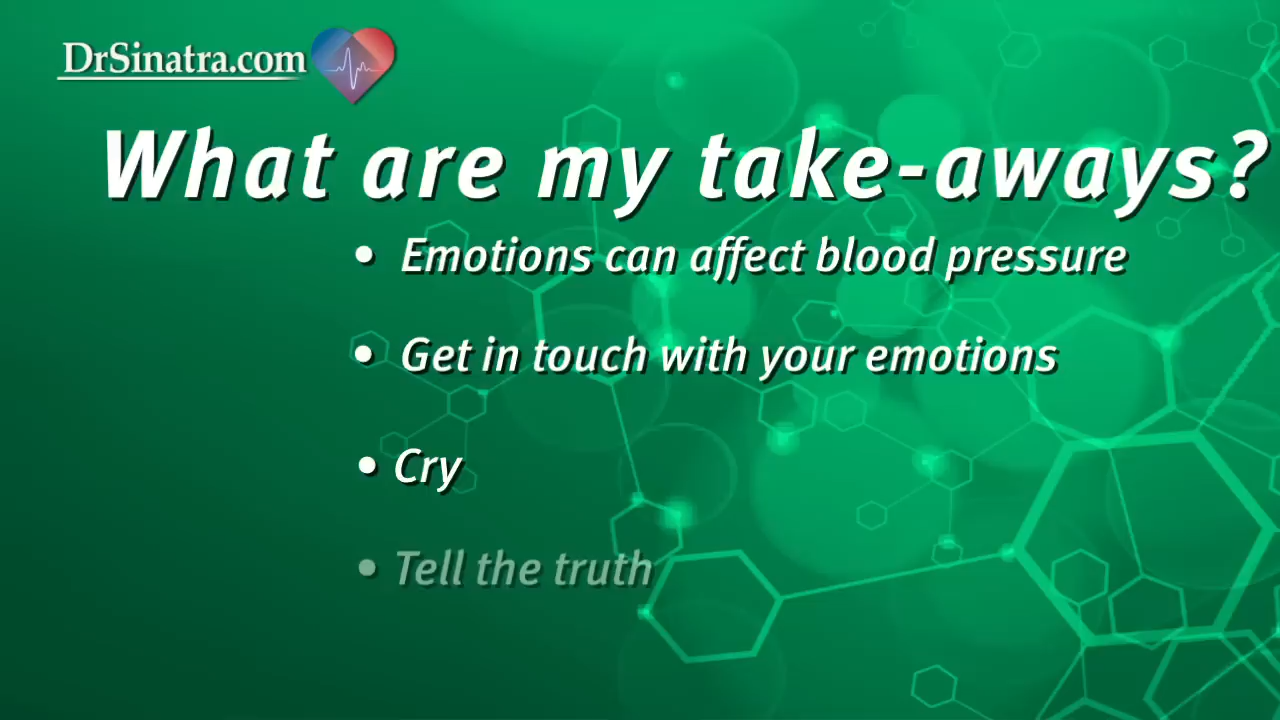 DrSinatra.com
What are my take-aways?
• Emotions can affect blood pressure
• Get in touch with your emotions
• Cry
• Tell the truth